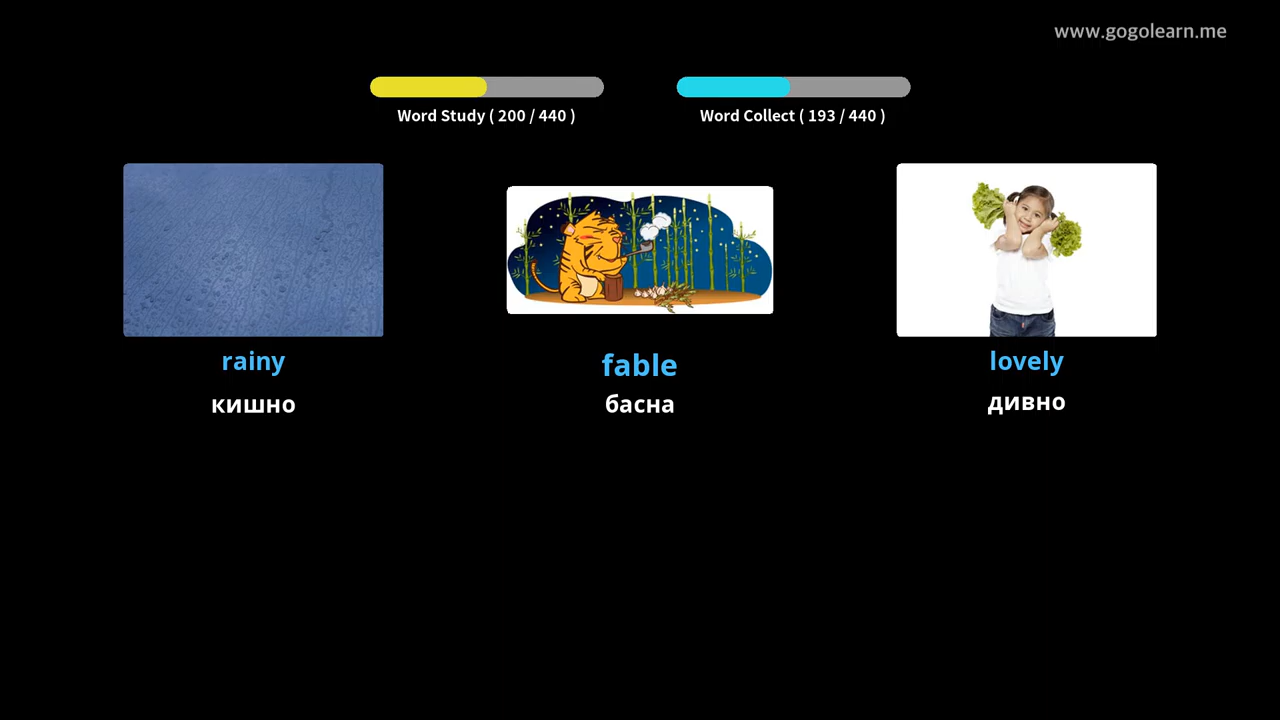 www.gogolearn.me
Word Study ( 200 / 440 )
Word Collect ( 193 / 440 )
rainy
кишно
fable
басна
lovely
дивно